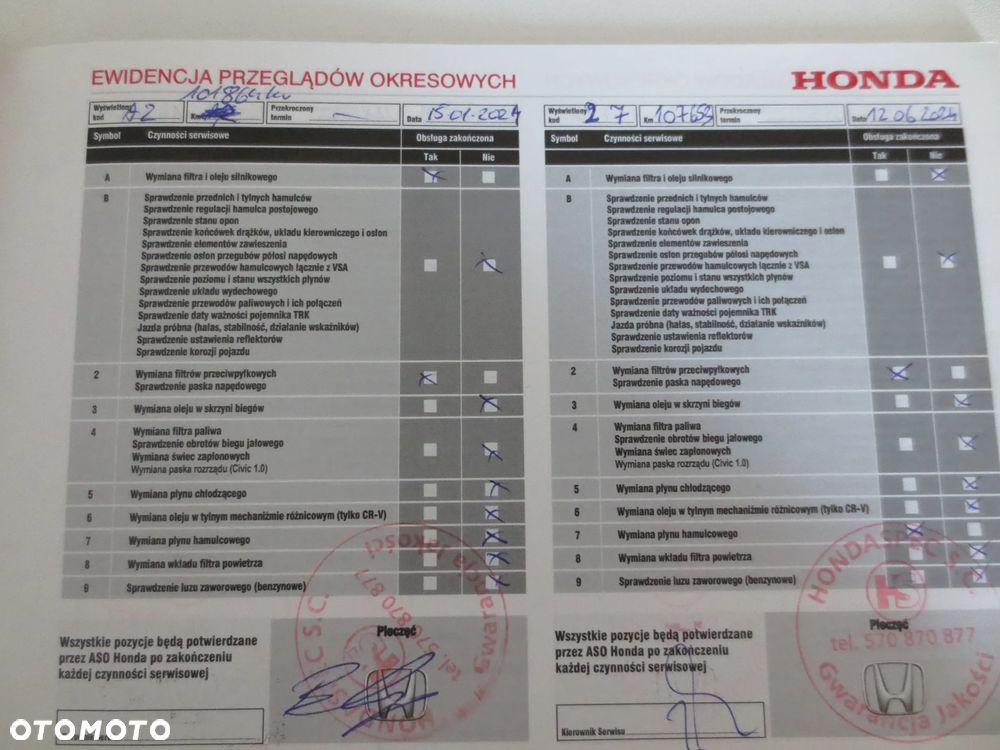 EWIDENCJA PRZEGLĄDÓW OKRESOWYCH
HONDA
101864km
Wyświetlony kod A2 Km Przekroczony termin — Data 15.01.2024
Symbol Czynności serwisowe Obsługa zakończona
Tak Nie
A Wymiana filtra i oleju silnikowego
B Sprawdzenie przednich i tylnych hamulców
Sprawdzenie regulacji hamulca postojowego
Sprawdzenie stanu opon
Sprawdzenie końcówek drążków, układu kierowniczego i osłon
Sprawdzenie elementów zawieszenia
Sprawdzenie osłon przegubów półosi napędowych
Sprawdzenie przewodów hamulcowych łącznie z VSA
Sprawdzenie poziomu i stanu wszystkich płynów
Sprawdzenie układu wydechowego
Sprawdzenie przewodów paliwowych i ich połączeń
Sprawdzenie daty ważności pojemnika TRK
Jazda próbna (hałas, stabilność, działanie wskaźników)
Sprawdzenie ustawienia reflektorów
Sprawdzenie korozji pojazdu
2 Wymiana filtrów przeciwpyłkowych
Sprawdzenie paska napędowego
3 Wymiana oleju w skrzyni biegów
4 Wymiana filtra paliwa
Sprawdzenie obrotów biegu jałowego
Wymiana świec zapłonowych
Wymiana paska rozrządu (Civic 1.0)
5 Wymiana płynu chłodzącego
6 Wymiana oleju w tylnym mechaniźmie różnicowym (tylko CR-V)
7 Wymiana płynu hamulcowego
8 Wymiana wkładu filtra powietrza
9 Sprawdzenie luzu zaworowego (benzynowe)
Wszystkie pozycje będą potwierdzane
przez ASO Honda po zakończeniu
każdej czynności serwisowej
Pieczęć
C S.C.
tel. 570 870 877
Gwarancja Jakości
Wyświetlony kod 2 7 Km 107653 Przekroczony termin Data 12.06.2024
Symbol Czynności serwisowe Obsługa zakończona
Tak Nie
A Wymiana filtra i oleju silnikowego
B Sprawdzenie przednich i tylnych hamulców
Sprawdzenie regulacji hamulca postojowego
Sprawdzenie stanu opon
Sprawdzenie końcówek drążków, układu kierowniczego i osłon
Sprawdzenie elementów zawieszenia
Sprawdzenie osłon przegubów półosi napędowych
Sprawdzenie przewodów hamulcowych łącznie z VSA
Sprawdzenie poziomu i stanu wszystkich płynów
Sprawdzenie układu wydechowego
Sprawdzenie przewodów paliwowych i ich połączeń
Sprawdzenie daty ważności pojemnika TRK
Jazda próbna (hałas, stabilność, działanie wskaźników)
Sprawdzenie ustawienia reflektorów
Sprawdzenie korozji pojazdu
2 Wymiana filtrów przeciwpyłkowych
Sprawdzenie paska napędowego
3 Wymiana oleju w skrzyni biegów
4 Wymiana filtra paliwa
Sprawdzenie obrotów biegu jałowego
Wymiana świec zapłonowych
Wymiana paska rozrządu (Civic 1.0)
5 Wymiana płynu chłodzącego
6 Wymiana oleju w tylnym mechaniźmie różnicowym (tylko CR-V)
7 Wymiana płynu hamulcowego
8 Wymiana wkładu filtra powietrza
9 Sprawdzenie luzu zaworowego (benzynowe)
Wszystkie pozycje będą potwierdzane
przez ASO Honda po zakończeniu
każdej czynności serwisowej
Kierownik Serwisu
HONDASPEC S.C.
HS
Pieczęć
tel. 570 870 877
Gwarancja Jakości
OTOMOTO